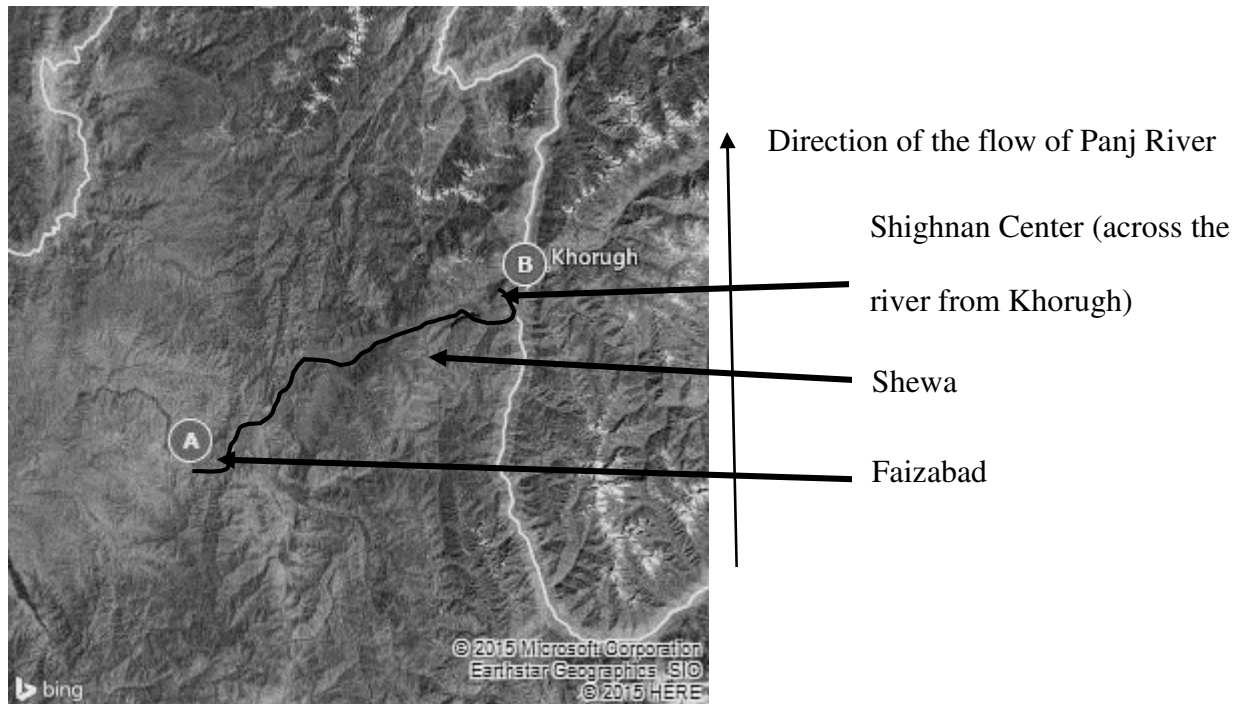 Direction of the flow of Panj River
Shighnan Center (across the
river from Khorugh)
Shewa
Faizabad
B
Khorugh
A
© 2015 Microsoft Corporation
Earthstar Geographics SIO
© 2015 HERE
bing